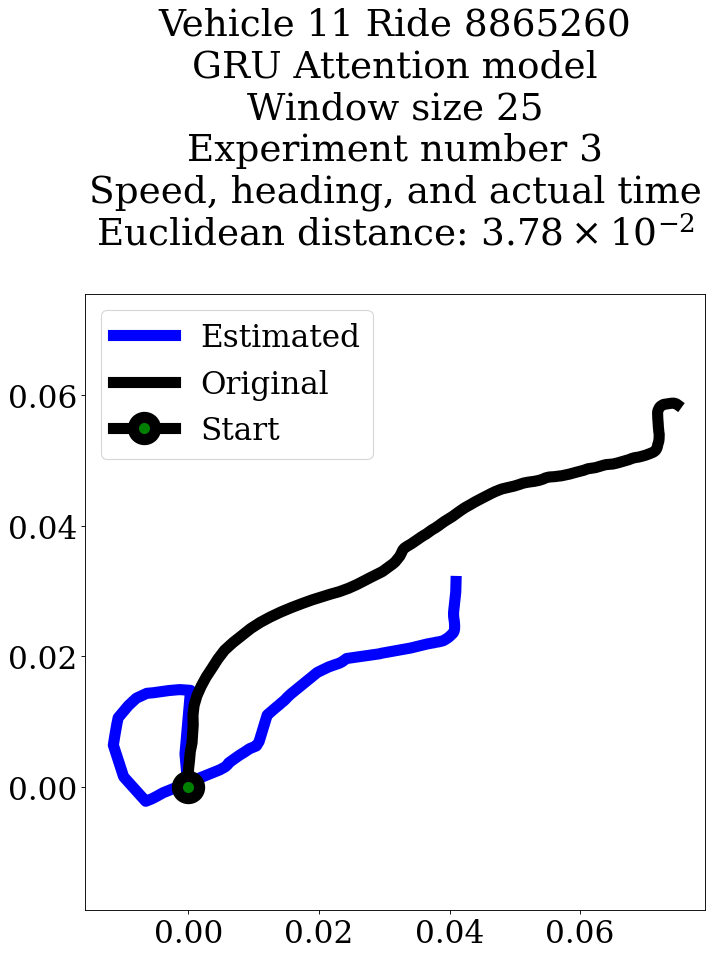 Vehicle 11 Ride 8865260
GRU Attention model
Window size 25
Experiment number 3
Speed, heading, and actual time
Euclidean distance: 3.78 × 10⁻²
Estimated
Original
Start
0.06
0.04
0.02
0.00
0.00 0.02 0.04 0.06